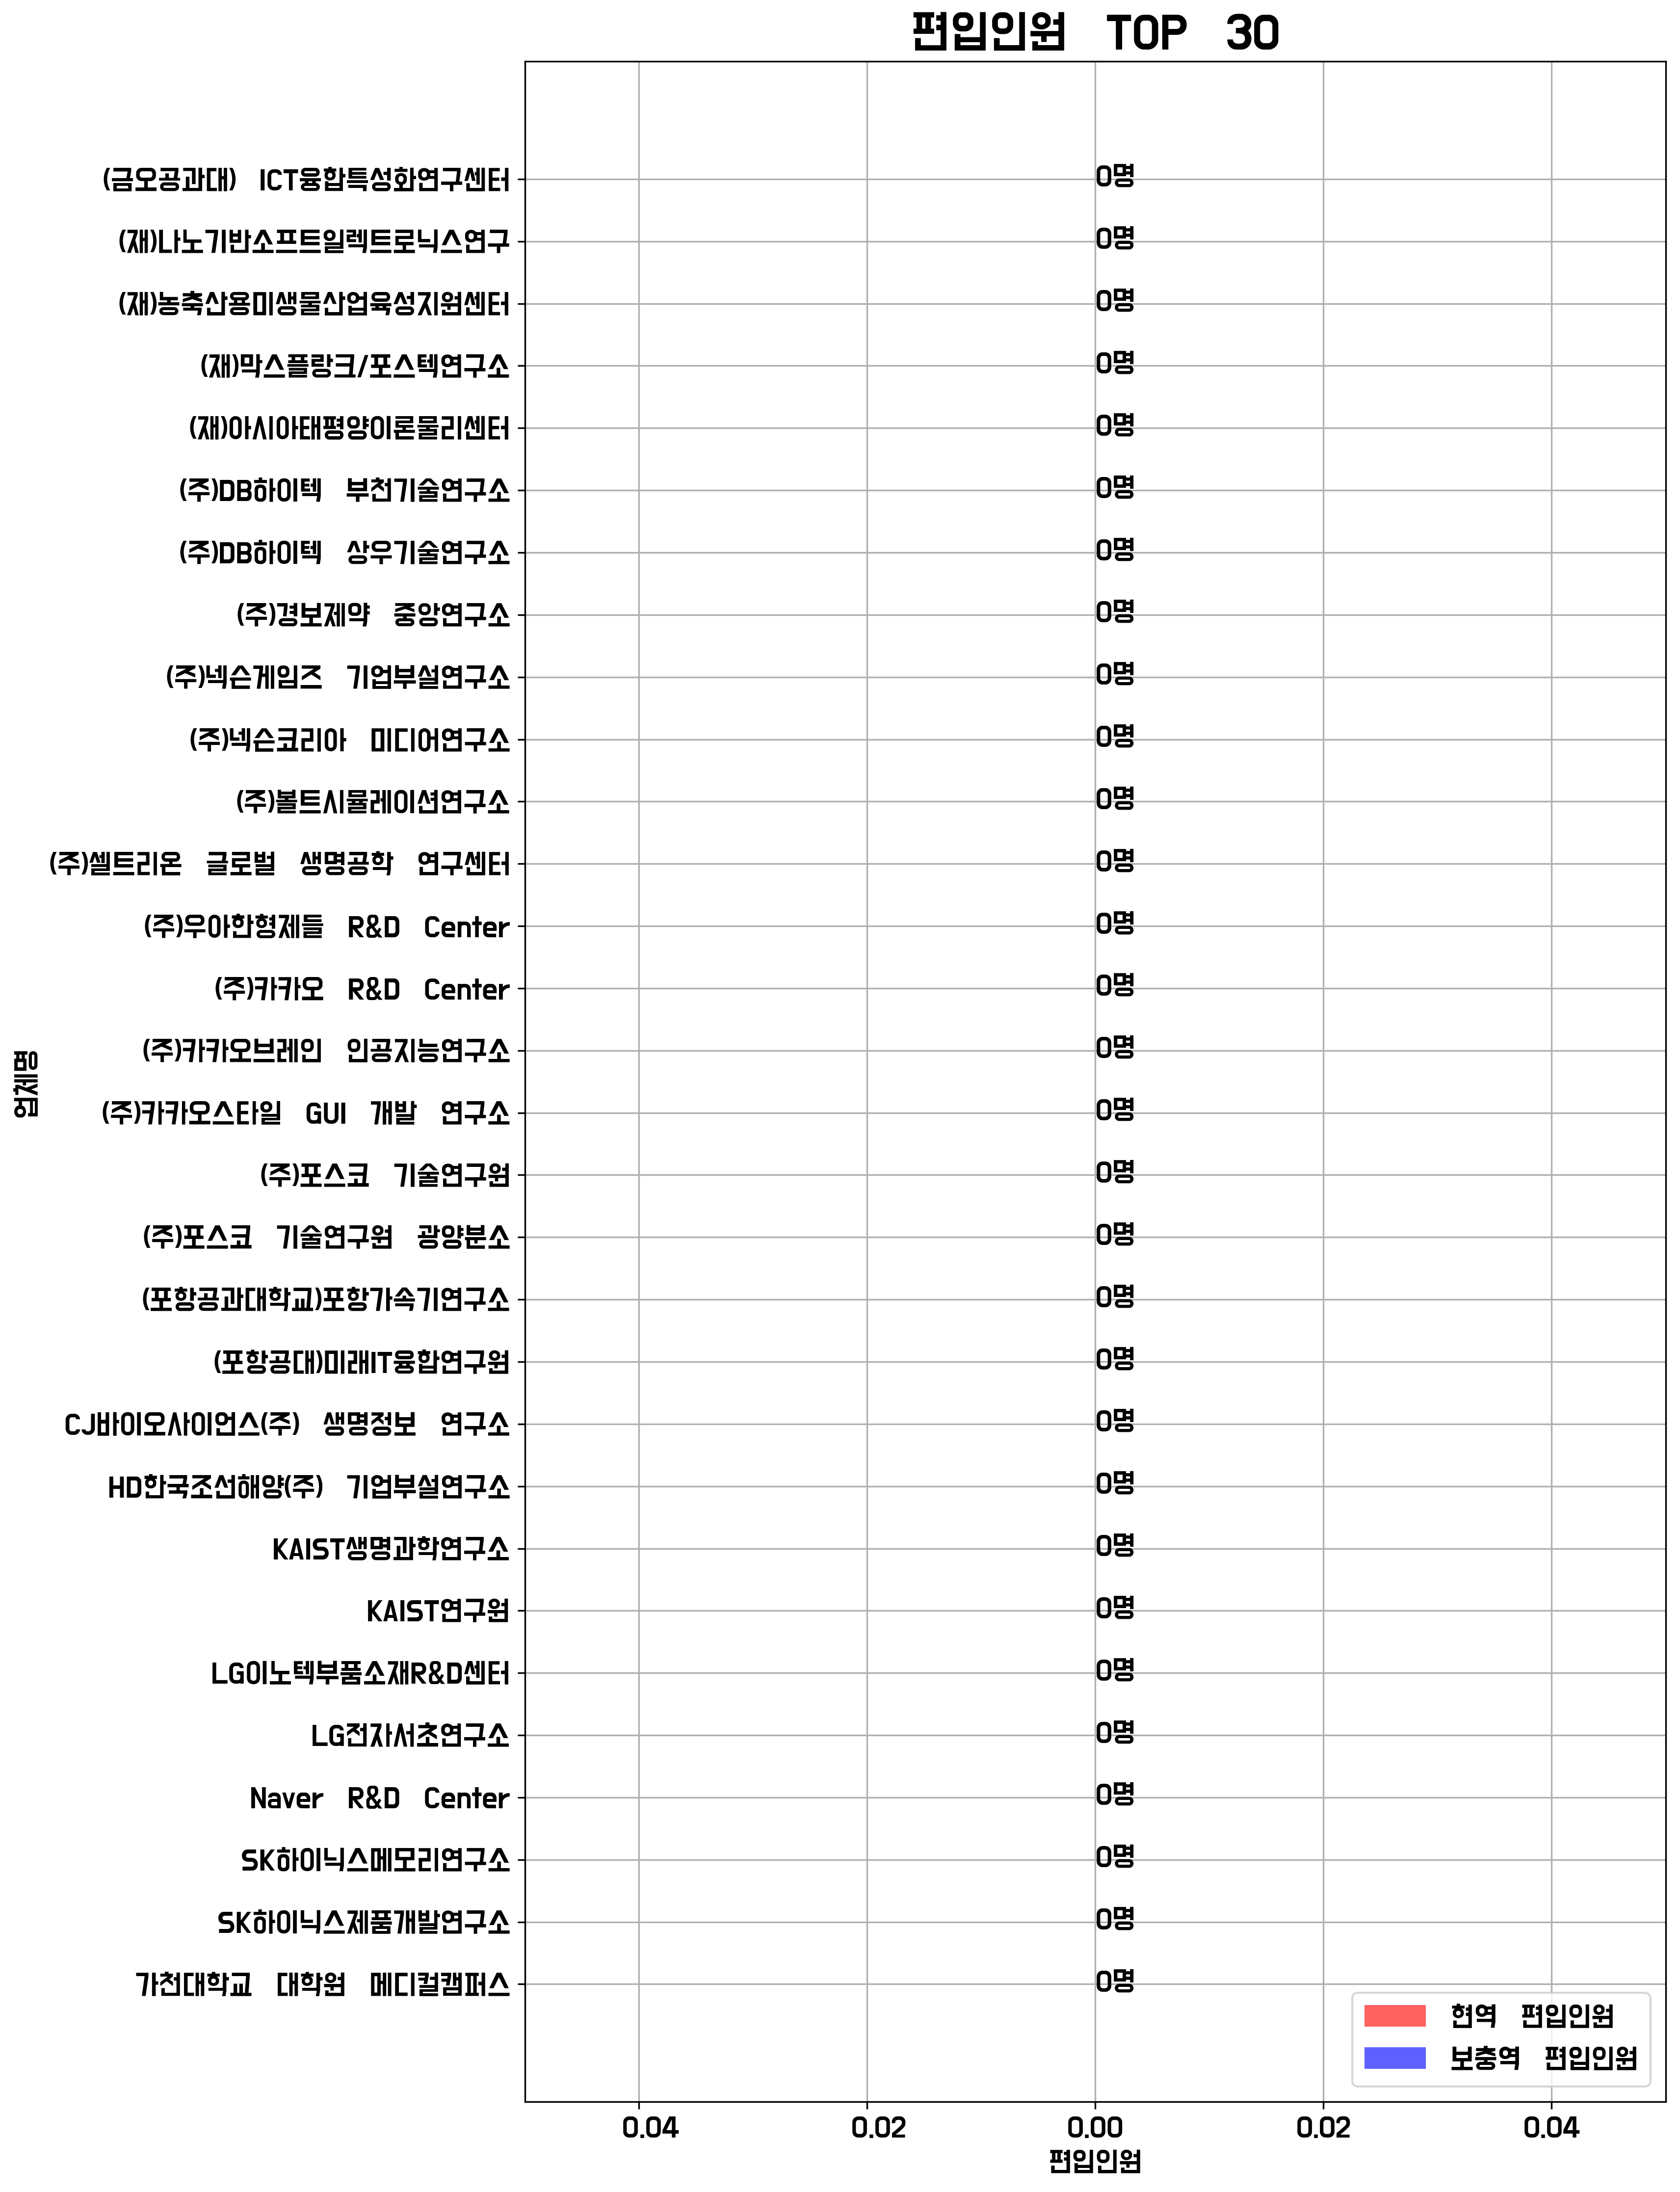 편입인원 TOP 30
(금오공과대) ICT융합특성화연구센터 0명
(재)나노기반소프트일렉트로닉스연구 0명
(재)농축산용미생물산업육성지원센터 0명
(재)막스플랑크/포스텍연구소 0명
(재)아시아태평양이론물리센터 0명
(주)DB하이텍 부천기술연구소 0명
(주)DB하이텍 상우기술연구소 0명
(주)경보제약 중앙연구소 0명
(주)넥슨게임즈 기업부설연구소 0명
(주)넥슨코리아 미디어연구소 0명
(주)볼트시뮬레이션연구소 0명
(주)셀트리온 글로벌 생명공학 연구센터 0명
(주)우아한형제들 R&D Center 0명
(주)카카오 R&D Center 0명
(주)카카오브레인 인공지능연구소 0명
(주)카카오스타일 GUI 개발 연구소 0명
(주)포스코 기술연구원 0명
(주)포스코 기술연구원 광양분소 0명
(포항공과대학교)포항가속기연구소 0명
(포항공대)미래IT융합연구원 0명
CJ바이오사이언스(주) 생명정보 연구소 0명
HD한국조선해양(주) 기업부설연구소 0명
KAIST생명과학연구소 0명
KAIST연구원 0명
LG이노텍부품소재R&D센터 0명
LG전자서초연구소 0명
Naver R&D Center 0명
SK하이닉스메모리연구소 0명
SK하이닉스제품개발연구소 0명
가천대학교 대학원 메디컬캠퍼스 0명
업체명
현역 편입인원
보충역 편입인원
0.04 0.02 0.00 0.02 0.04
편입인원